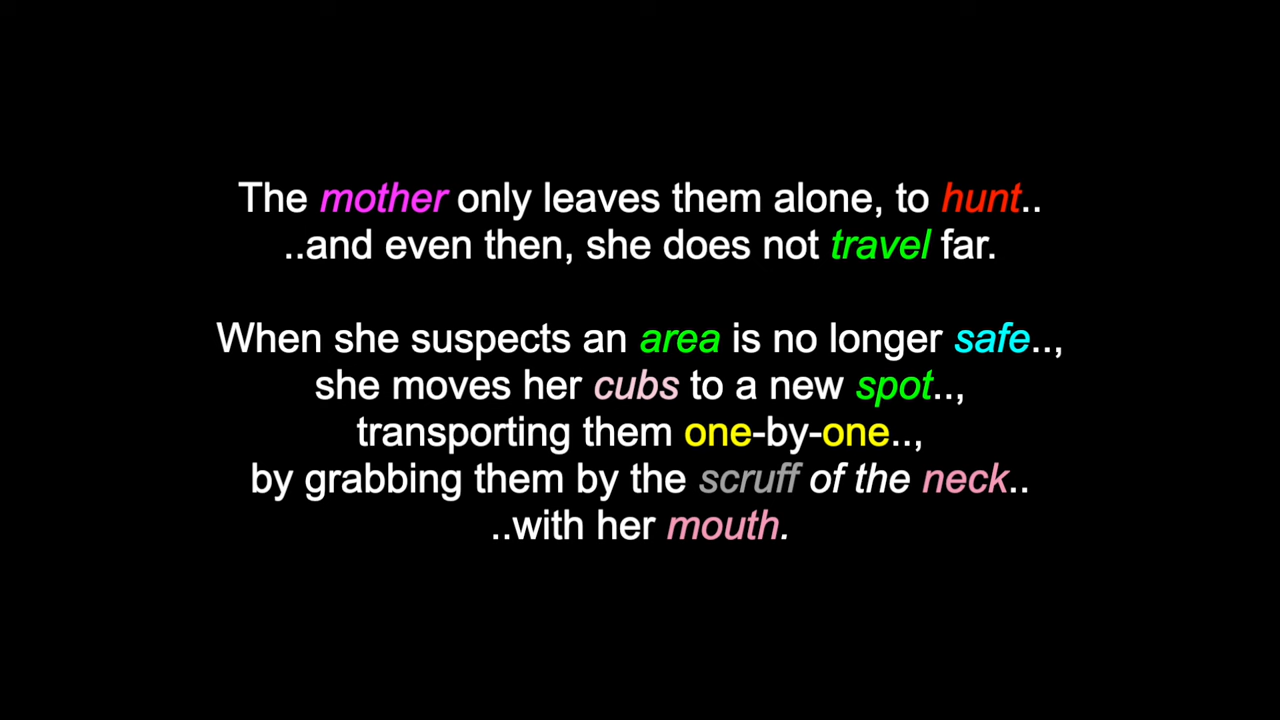 The mother only leaves them alone, to hunt..
..and even then, she does not travel far.
When she suspects an area is no longer safe..,
she moves her cubs to a new spot..,
transporting them one-by-one..,
by grabbing them by the scruff of the neck..
..with her mouth.